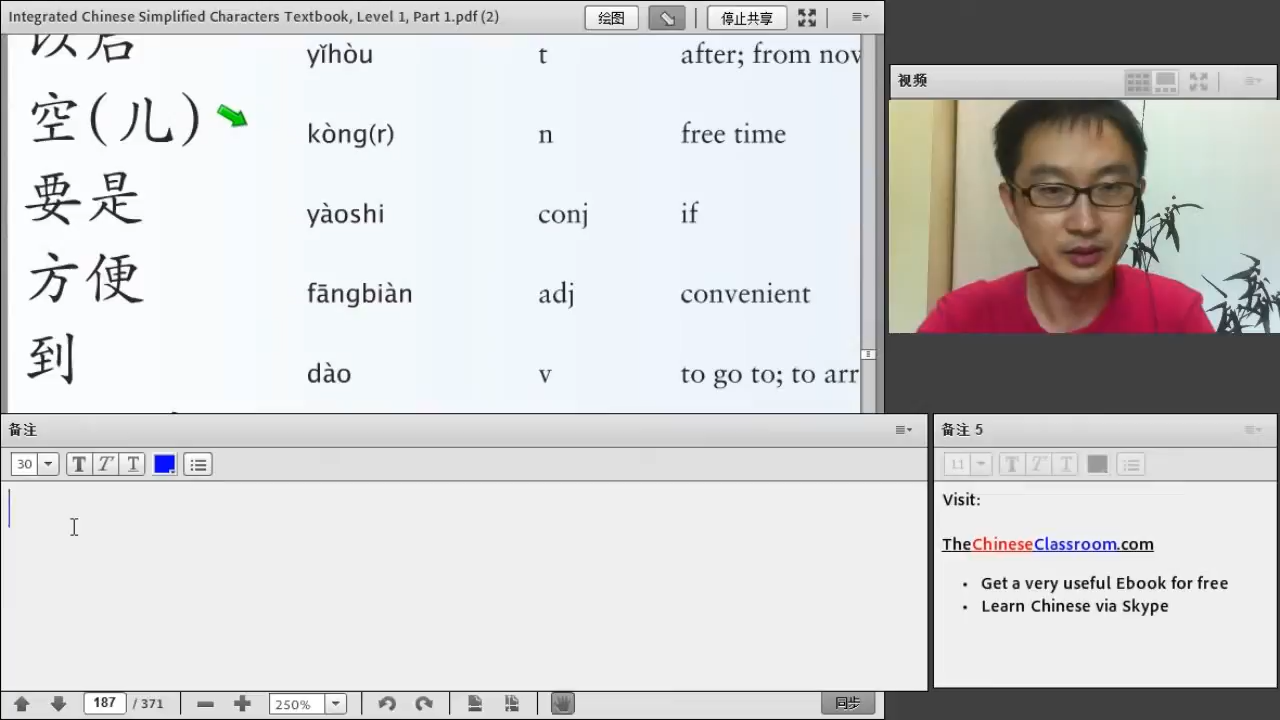 Integrated Chinese Simplified Characters Textbook, Level 1, Part 1.pdf (2)
绘图
停止共享
以后 yǐhòu t after; from now
空(儿) kòng(r) n free time
要是 yàoshi conj if
方便 fāngbiàn adj convenient
到 dào v to go to; to arr
视频
备注
30 T T T
备注 5
11 T T T
Visit:
TheChineseClassroom.com
• Get a very useful Ebook for free
• Learn Chinese via Skype
187 / 371
250%
同步